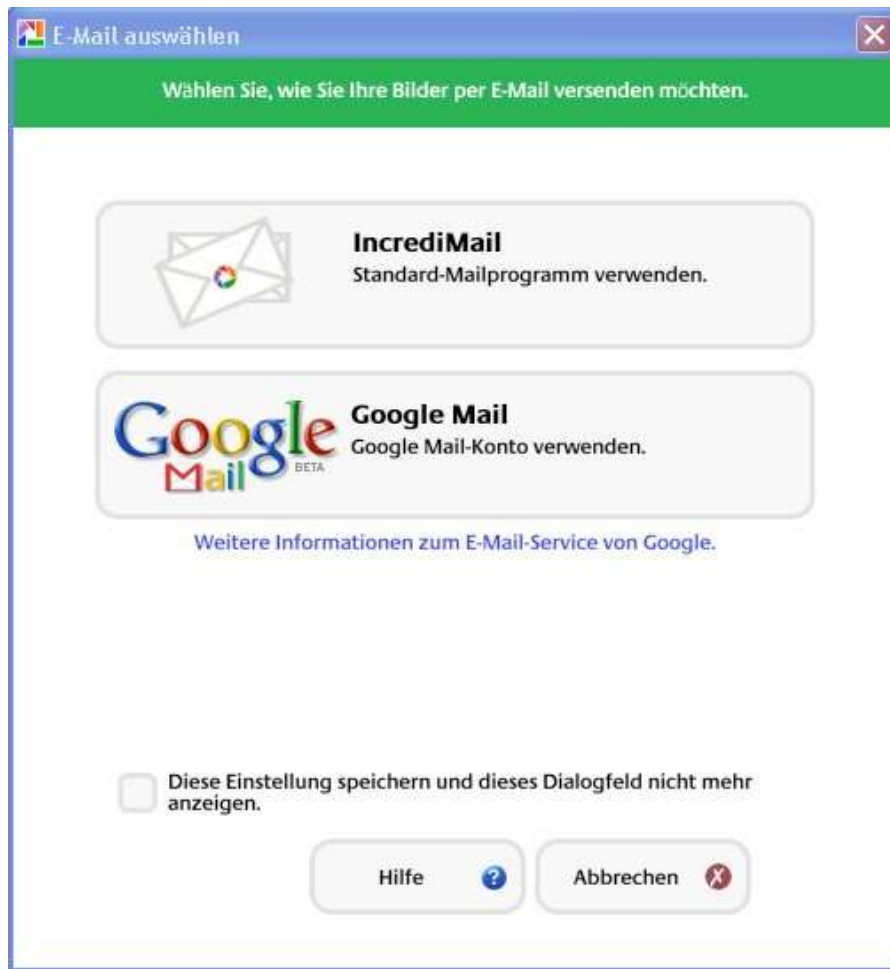 E-Mail auswählen
Wählen Sie, wie Sie Ihre Bilder per E-Mail versenden möchten.
IncrediMail
Standard-Mailprogramm verwenden.
Google Mail BETA
Google Mail
Google Mail-Konto verwenden.
Weitere Informationen zum E-Mail-Service von Google.
Diese Einstellung speichern und dieses Dialogfeld nicht mehr
anzeigen.
Hilfe
Abbrechen